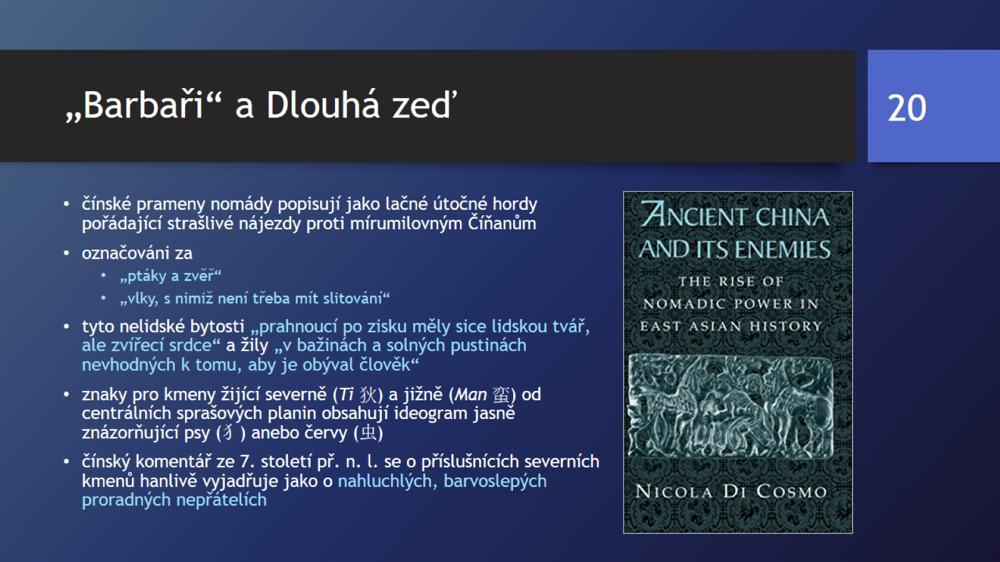 „Barbaři“ a Dlouhá zeď
20
• čínské prameny nomády popisují jako lačné útočné hordy
pořádající strašlivé nájezdy proti mírumilovným Číňanům
• označováni za
• „ptáky a zvěř“
• „vlky, s nimiž není třeba mít slitování“
• tyto nelidské bytosti „prahnoucí po zisku měly sice lidskou tvář,
ale zvířecí srdce“ a žily „v bažinách a solných pustinách
nevhodných k tomu, aby je obýval člověk“
• znaky pro kmeny žijící severně (Ti 狄) a jižně (Man 蛮) od
centrálních sprašových planin obsahují ideogram jasně
znázorňující psy (犭) anebo červy (虫)
• čínský komentář ze 7. století př. n. l. se o příslušnících severních
kmenů hanlivě vyjadřuje jako o nahluchlých, barvoslepých
proradných nepřátelích
ANCIENT CHINA
AND ITS ENEMIES
THE RISE OF
NOMADIC POWER IN
EAST ASIAN HISTORY
NICOLA DI COSMO